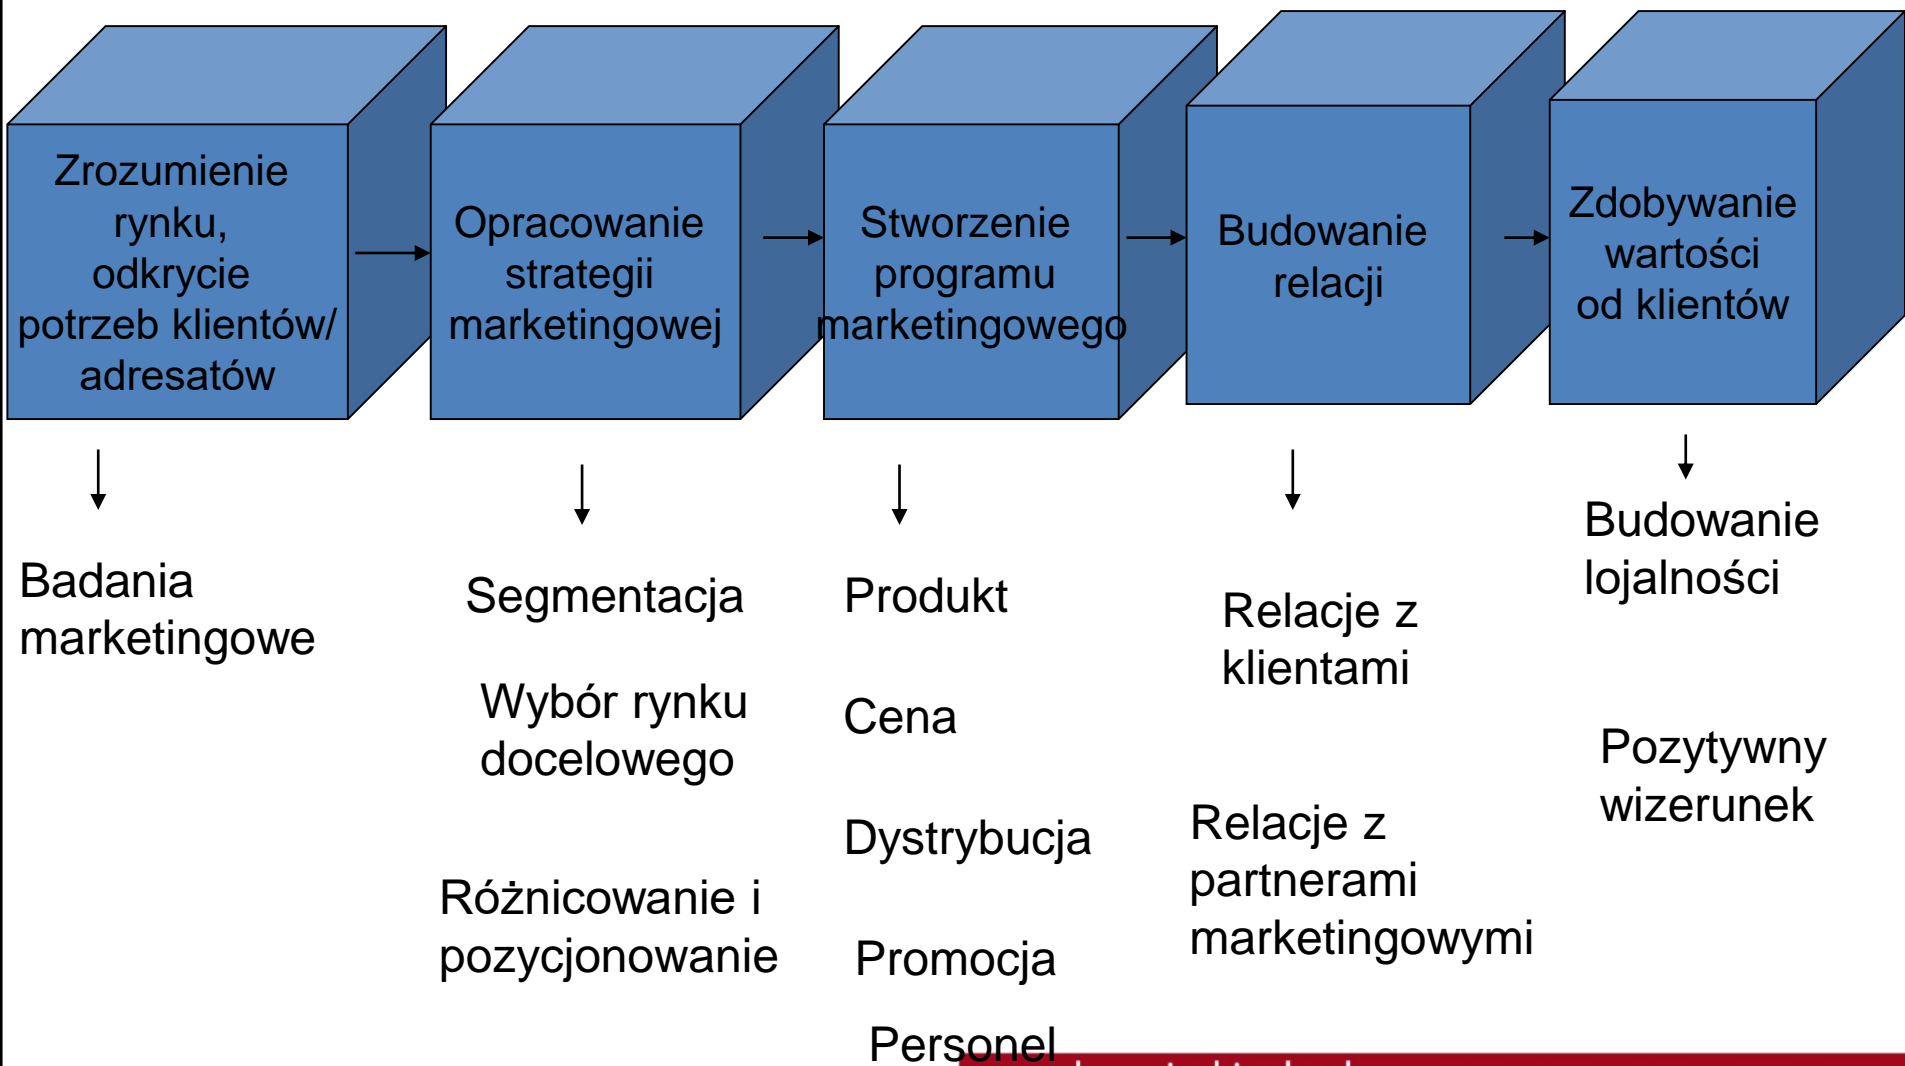 Zrozumienie
rynku,
odkrycie
potrzeb klientów/
adresatów
Opracowanie
strategii
marketingowej
Stworzenie
programu
marketingowego
Budowanie
relacji
Zdobywanie
wartości
od klientów
Badania
marketingowe
Segmentacja
Wybór rynku
docelowego
Różnicowanie i
pozycjonowanie
Produkt
Cena
Dystrybucja
Promocja
Personel
Relacje z
klientami
Relacje z
partnerami
marketingowymi
Budowanie
lojalności
Pozytywny
wizerunek